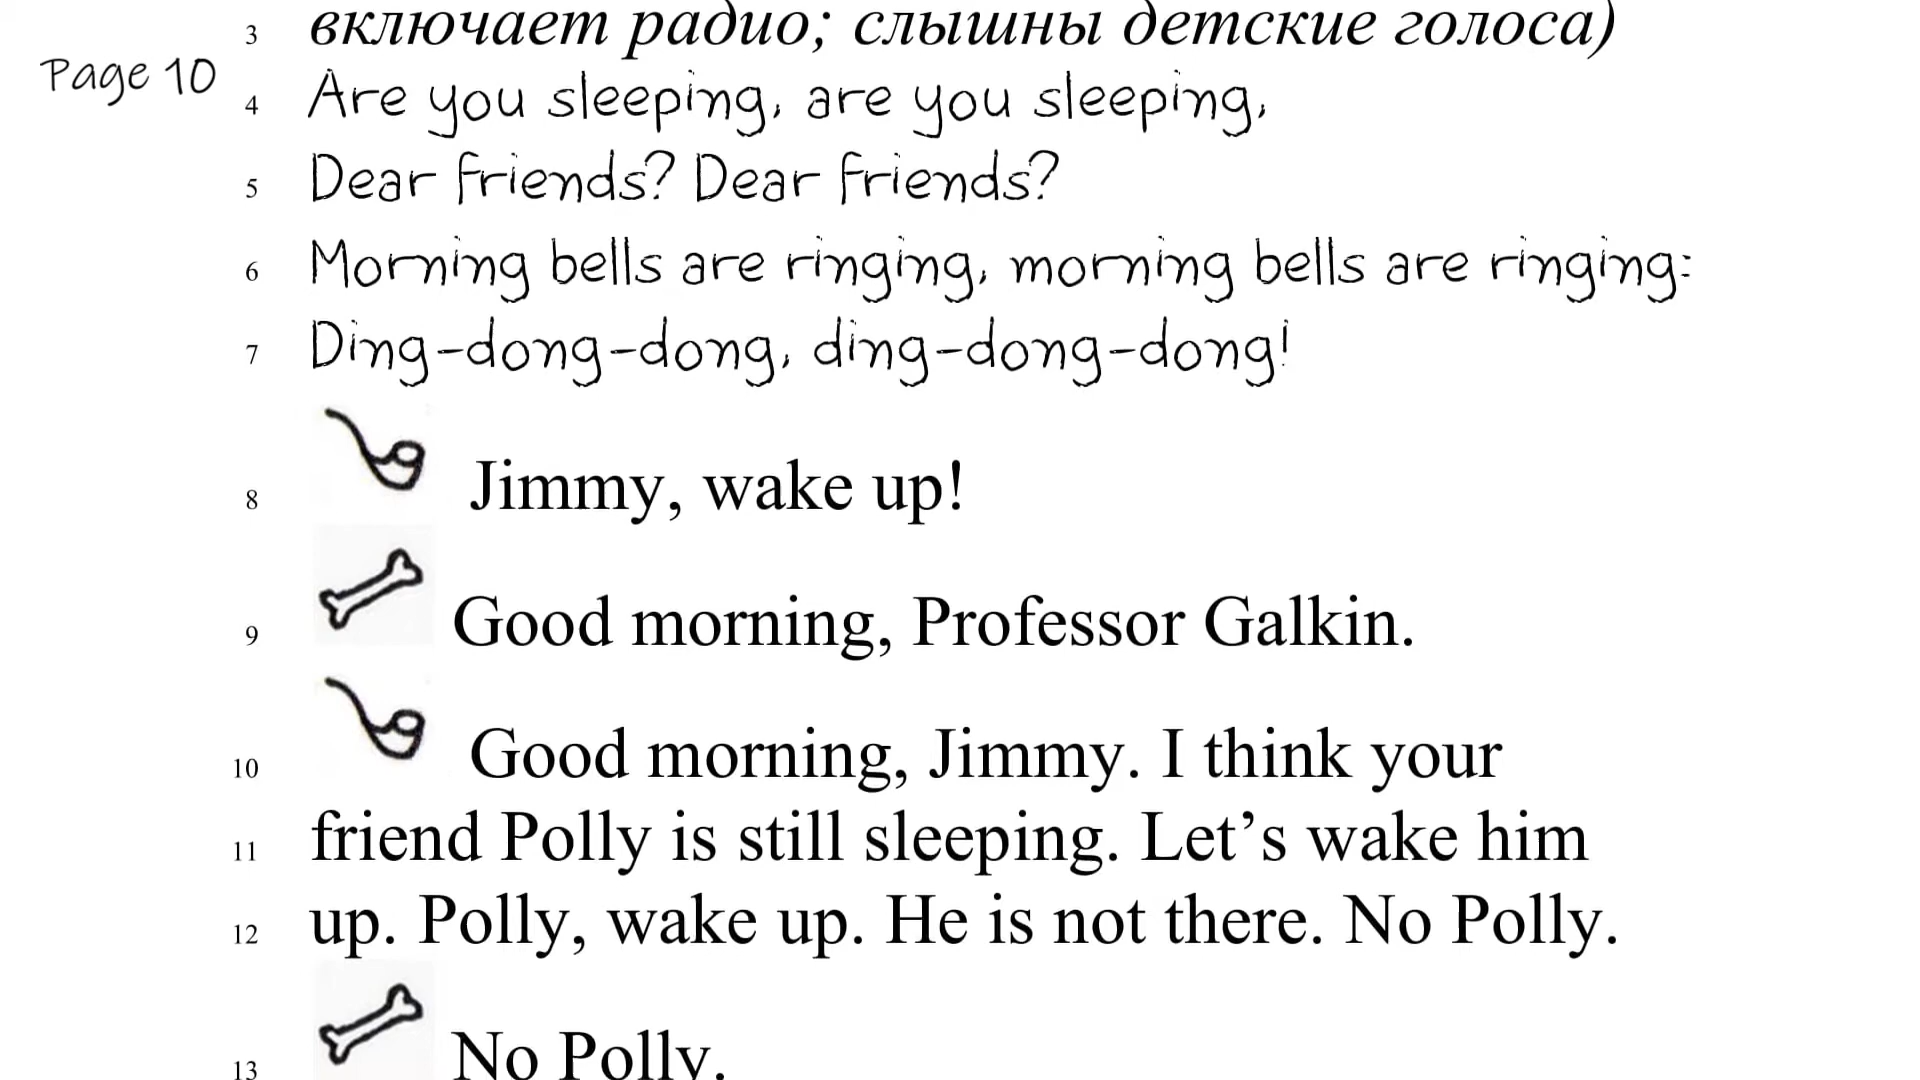 3 включает радио; слышны детские голоса)
Page 10
4 Are you sleeping, are you sleeping,
5 Dear friends? Dear friends?
6 Morning bells are ringing, morning bells are ringing:
7 Ding-dong-dong, ding-dong-dong!
8 Jimmy, wake up!
9 Good morning, Professor Galkin.
10 Good morning, Jimmy. I think your
11 friend Polly is still sleeping. Let’s wake him
12 up. Polly, wake up. He is not there. No Polly.
13 No Polly.